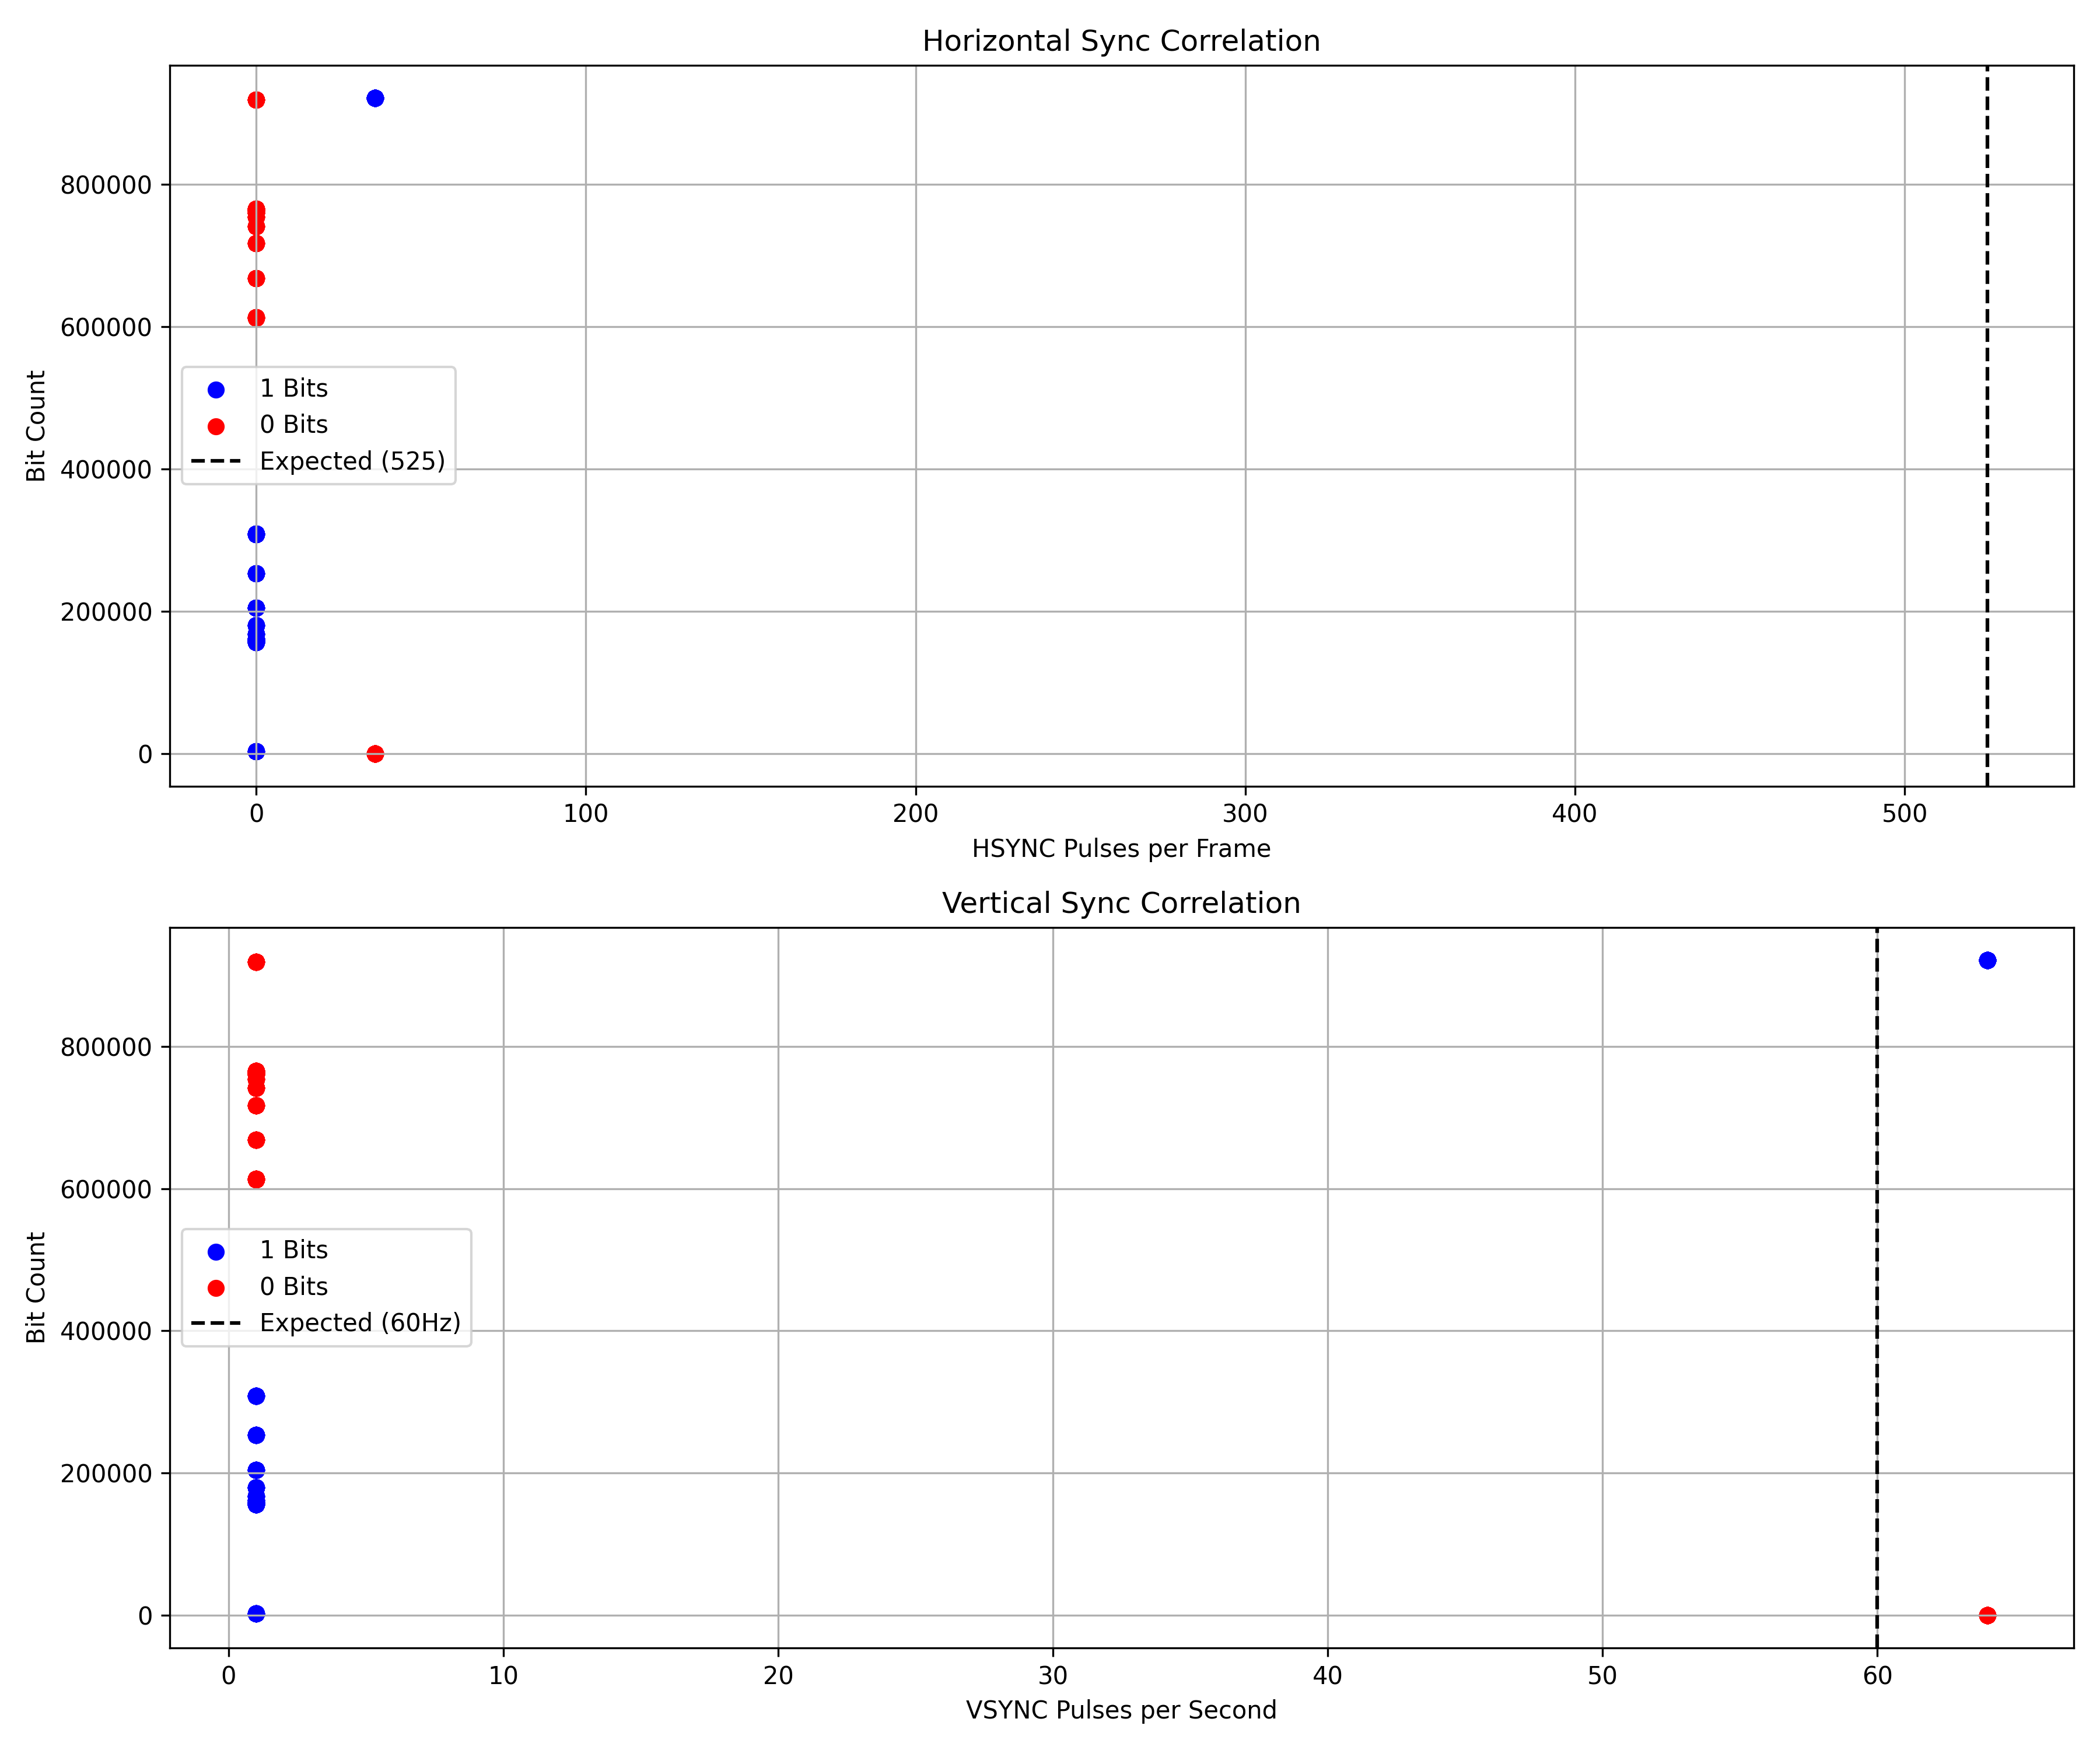 Horizontal Sync Correlation
Bit Count
800000
600000
400000
200000
0
1 Bits
0 Bits
Expected (525)
0 100 200 300 400 500
HSYNC Pulses per Frame
Vertical Sync Correlation
Bit Count
800000
600000
400000
200000
0
1 Bits
0 Bits
Expected (60Hz)
0 10 20 30 40 50 60
VSYNC Pulses per Second